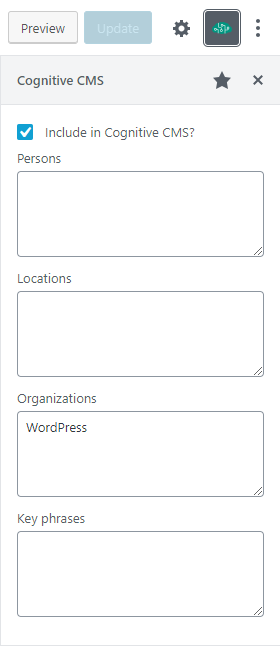 Preview
Update
Cognitive CMS
Include in Cognitive CMS?
Persons
Locations
Organizations
WordPress
Key phrases